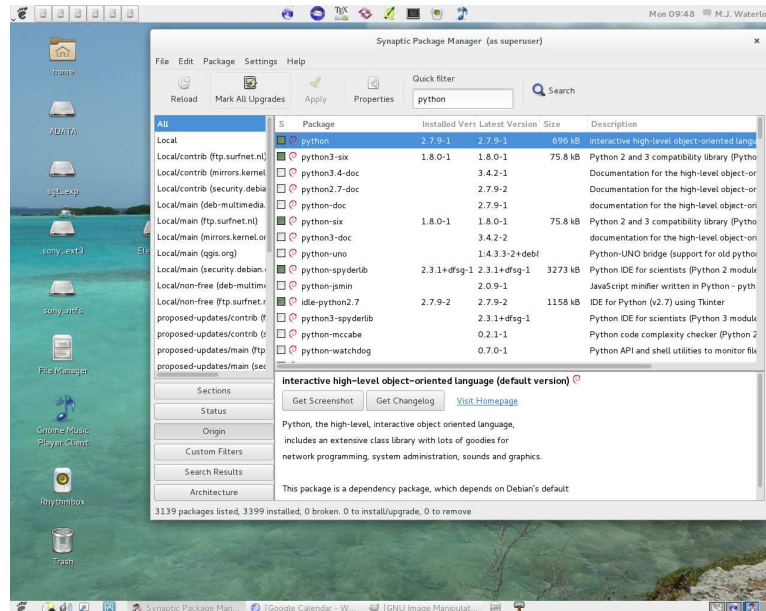 Mon 09:48 M.J. Waterlo
Synaptic Package Manager (as superuser)
File Edit Package Settings Help
Reload Mark All Upgrades Apply Properties
Quick filter
python
Search
All
Local
Local/contrib (ftp.surfnet.nl)
Local/contrib (mirrors.kernel
Local/contrib (security.debia
Local/main (deb-multimedia.
Local/main (ftp.surfnet.nl)
Local/main (mirrors.kernel.or
Local/main (qgis.org)
Local/main (security.debian.
Local/non-free (deb-multime
Local/non-free (ftp.surfnet.r
proposed-updates/contrib (f
proposed-updates/contrib (s
proposed-updates/main (ftp
proposed-updates/main (sec
Sections
Status
Origin
Custom Filters
Search Results
Architecture
S Package Installed Vers Latest Version Size Description
python 2.7.9-1 2.7.9-1 696 kB interactive high-level object-oriented langu
python3-six 1.8.0-1 1.8.0-1 75.8 kB Python 2 and 3 compatibility library (Pytho
python3.4-doc 3.4.2-1 Documentation for the high-level object-or
python2.7-doc 2.7.9-2 Documentation for the high-level object-or
python-doc 2.7.9-1 documentation for the high-level object-ori
python-six 1.8.0-1 1.8.0-1 75.8 kB Python 2 and 3 compatibility library (Pytho
python3-doc 3.4.2-2 documentation for the high-level object-ori
python-uno 1:4.3.3-2+deb! Python-UNO bridge (support for old pythor
python-spyderlib 2.3.1+dfsg-1 2.3.1+dfsg-1 3273 kB Python IDE for scientists (Python 2 module
python-jsmin 2.0.9-1 JavaScript minifier written in Python - pyth
idle-python2.7 2.7.9-2 2.7.9-2 1158 kB IDE for Python (v2.7) using Tkinter
python3-spyderlib 2.3.1+dfsg-1 Python IDE for scientists (Python 3 module
python-mccabe 0.2.1-1 Python code complexity checker (Python 2
python-watchdog 0.7.0-1 Python API and shell utilities to monitor file
interactive high-level object-oriented language (default version)
Get Screenshot Get Changelog Visit Homepage
Python, the high-level, interactive object oriented language,
includes an extensive class library with lots of goodies for
network programming, system administration, sounds and graphics.
This package is a dependency package, which depends on Debian's default
3139 packages listed, 3399 installed, 0 broken. 0 to install/upgrade, 0 to remove
home
ADATA
sgt_exp
sony_ext3
Ele
sony_ntfs
File Manager
Gnome Music
Player Client
Rhythmbox
Trash
Synaptic Package Man... [Google Calendar - W... [GNU Image Manipulat...